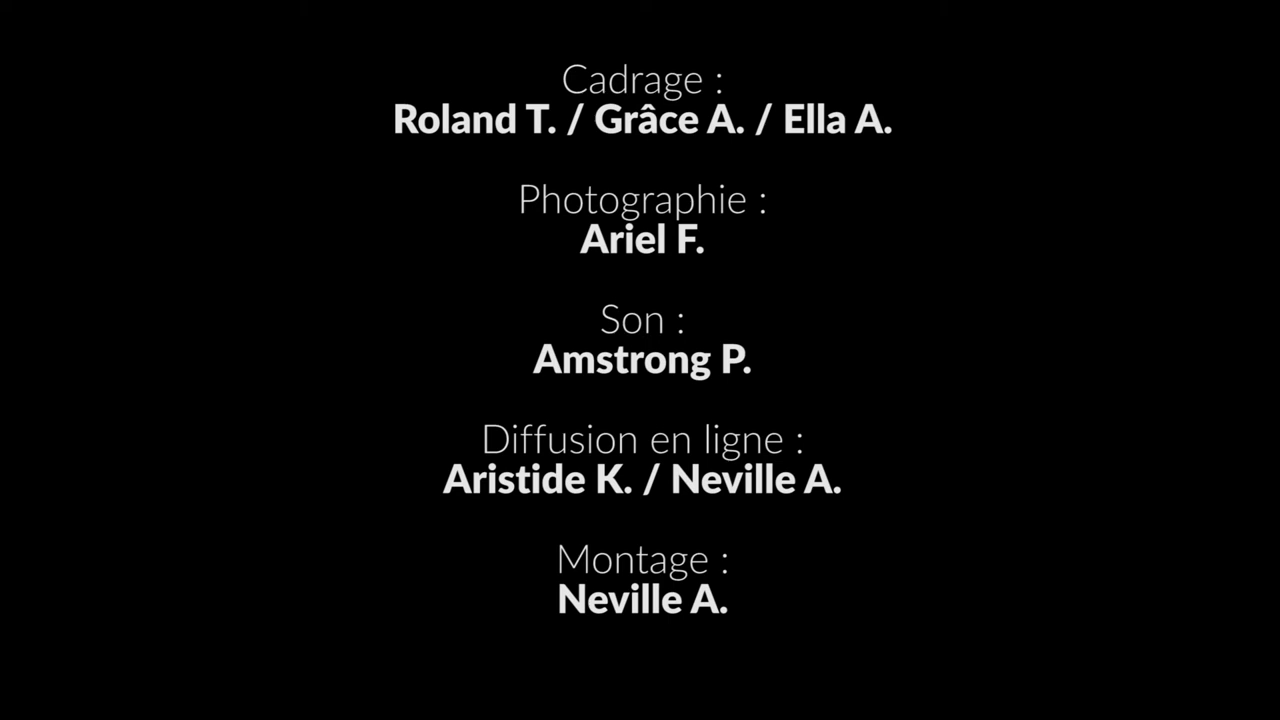 Cadrage :
Roland T. / Grâce A. / Ella A.
Photographie :
Ariel F.
Son :
Amstrong P.
Diffusion en ligne :
Aristide K. / Neville A.
Montage :
Neville A.